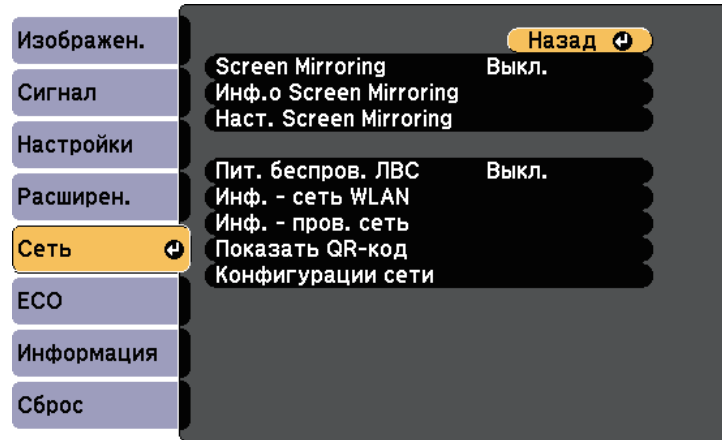 Изображен.
Сигнал
Настройки
Расширен.
Сеть
ECO
Информация
Сброс
Назад
Screen Mirroring Выкл.
Инф.о Screen Mirroring
Наст. Screen Mirroring
Пит. беспров. ЛВС Выкл.
Инф. - сеть WLAN
Инф. - пров. сеть
Показать QR-код
Конфигурации сети